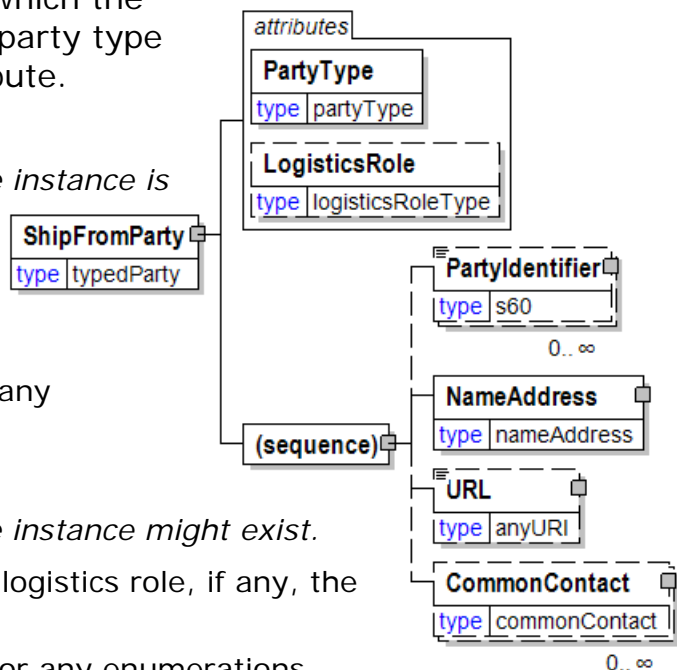 which the
party type
bute.
e instance is
any
e instance might exist.
logistics role, if any, the
or any enumerations
attributes
PartyType
type partyType
LogisticsRole
type logisticsRoleType
ShipFromParty
type typedParty
PartyIdentifier
type s60
0.. ∞
NameAddress
type nameAddress
(sequence)
URL
type anyURI
CommonContact
type commonContact
0.. ∞